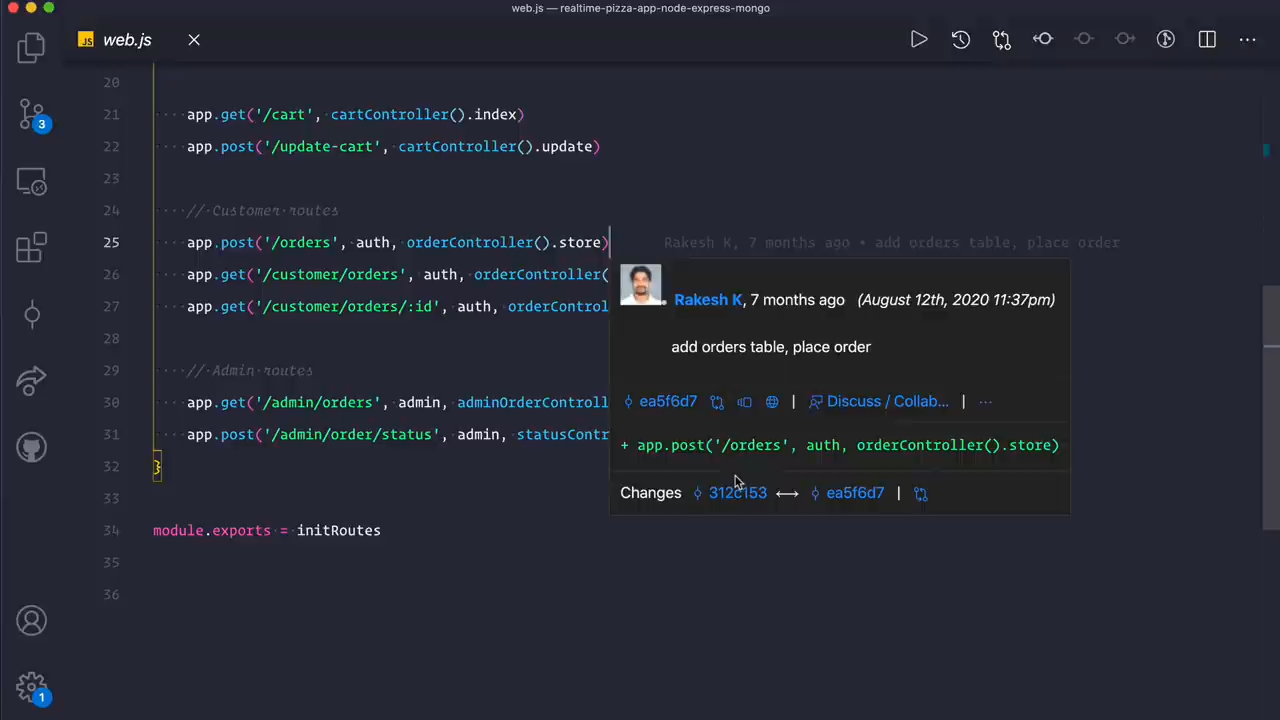 web.js — realtime-pizza-app-node-express-mongo
JS web.js
20
21 app.get('/cart', cartController().index)
22 app.post('/update-cart', cartController().update)
23
24 // Customer routes
25 app.post('/orders', auth, orderController().store) Rakesh K, 7 months ago • add orders table, place order
26 app.get('/customer/orders', auth, orderController(
27 app.get('/customer/orders/:id', auth, orderControl
28
29 // Admin routes
30 app.get('/admin/orders', admin, adminOrderControll
31 app.post('/admin/order/status', admin, statusContr
32 }
33
34 module.exports = initRoutes
35
36
Rakesh K, 7 months ago (August 12th, 2020 11:37pm)
add orders table, place order
ea5f6d7 | Discuss / Collab... | ...
+ app.post('/orders', auth, orderController().store)
Changes 312c153 ⟷ ea5f6d7 |
3
1